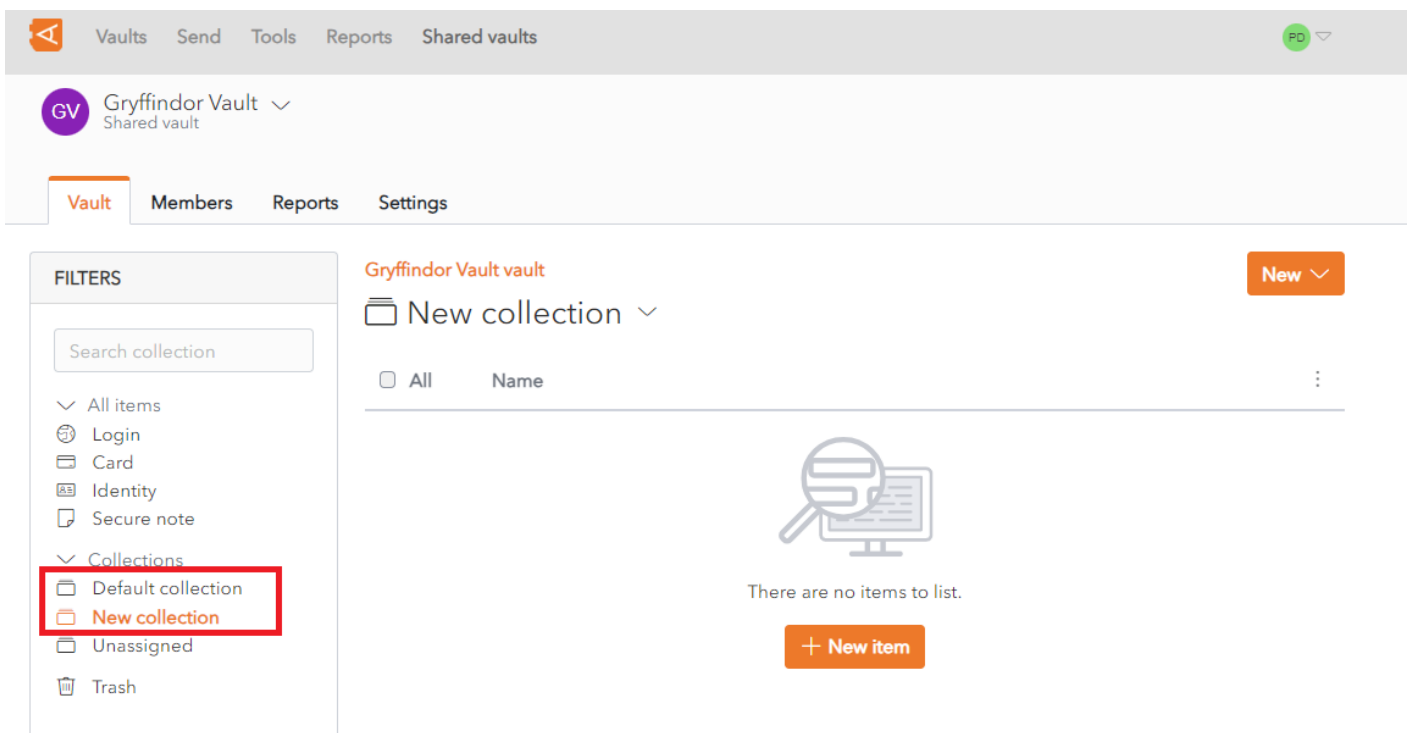 Vaults Send Tools Reports Shared vaults PD
GV Gryffindor Vault
Shared vault
Vault Members Reports Settings
FILTERS
Search collection
All items
Login
Card
Identity
Secure note
Collections
Default collection
New collection
Unassigned
Trash
Gryffindor Vault vault
New
New collection
All Name
There are no items to list.
New item